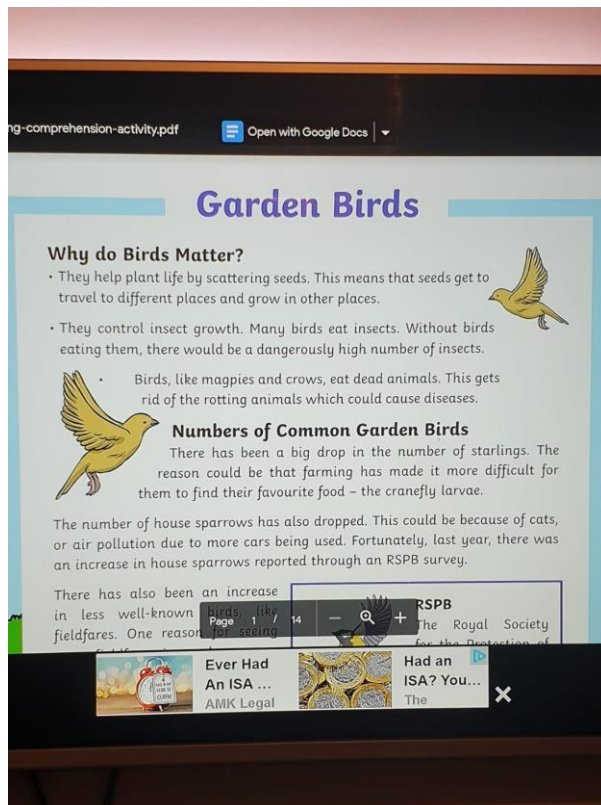 ng-comprehension-activity.pdf
Open with Google Docs
Garden Birds
Why do Birds Matter?
• They help plant life by scattering seeds. This means that seeds get to
travel to different places and grow in other places.
• They control insect growth. Many birds eat insects. Without birds
eating them, there would be a dangerously high number of insects.
• Birds, like magpies and crows, eat dead animals. This gets
rid of the rotting animals which could cause diseases.
Numbers of Common Garden Birds
There has been a big drop in the number of starlings. The
reason could be that farming has made it more difficult for
them to find their favourite food – the cranefly larvae.
The number of house sparrows has also dropped. This could be because of cats,
or air pollution due to more cars being used. Fortunately, last year, there was
an increase in house sparrows reported through an RSPB survey.
There has also been an increase
in less well-known birds, like
fieldfares. One reason for seeing
Page 1 / 14 — +
RSPB
The Royal Society
for the Protection of
Ever Had
An ISA ...
AMK Legal
Had an
ISA? You...
The